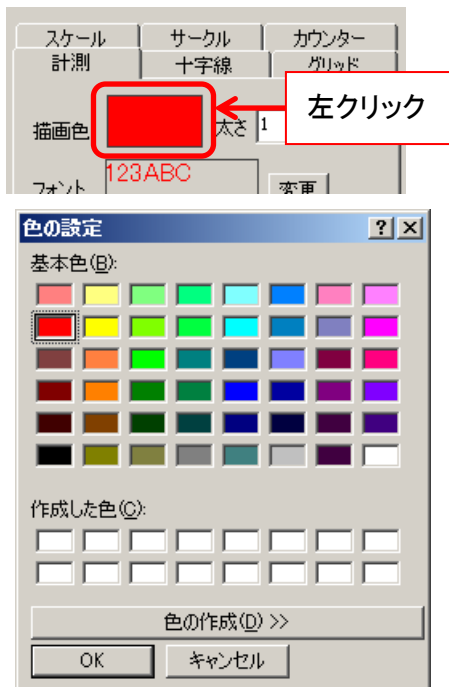 スケール サークル カウンター
計測 十字線 グリッド
左クリック
描画色 太さ 1
123ABC
フォント 変更
色の設定
基本色(B):
作成した色(C):
色の作成(D) >>
OK キャンセル